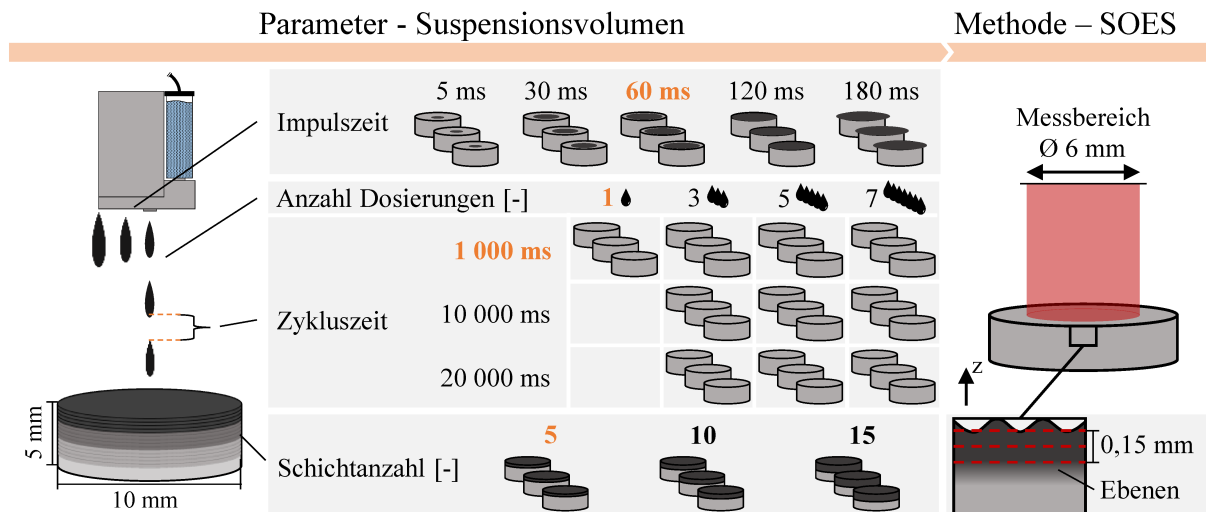 Parameter - Suspensionsvolumen
Methode – SOES
Impulszeit
5 ms 30 ms 60 ms 120 ms 180 ms
Anzahl Dosierungen [-] 1 3 5 7
Zykluszeit
1 000 ms
10 000 ms
20 000 ms
Schichtanzahl [-] 5 10 15
5 mm
10 mm
Messbereich
Ø 6 mm
z
0,15 mm
Ebenen